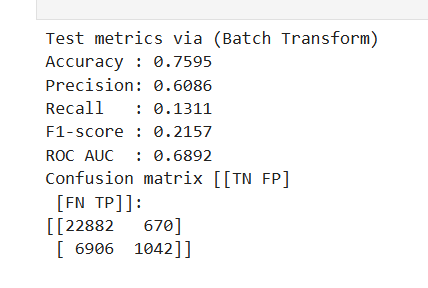 Test metrics via (Batch Transform)
Accuracy : 0.7595
Precision: 0.6086
Recall   : 0.1311
F1-score : 0.2157
ROC AUC  : 0.6892
Confusion matrix [[TN FP]
 [FN TP]]:
[[22882   670]
 [ 6906  1042]]